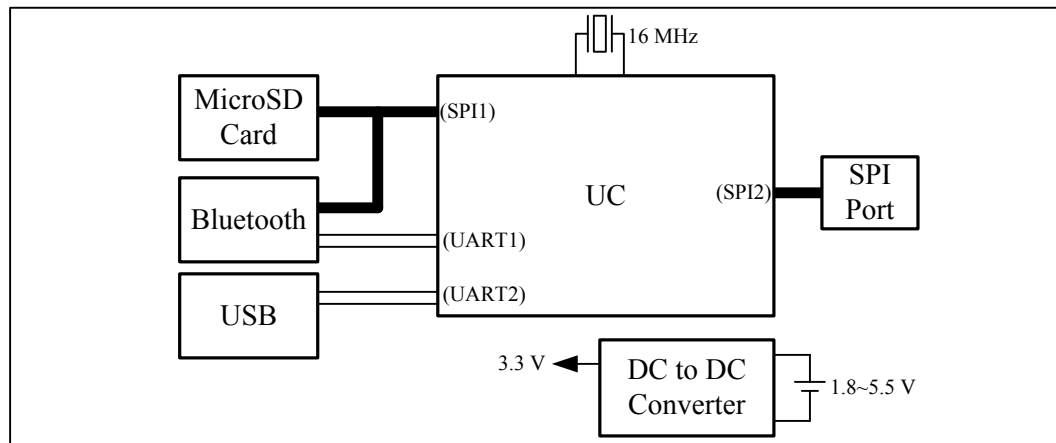 16 MHz
MicroSD
Card
(SPI1)
Bluetooth
UC
(SPI2)
SPI
Port
(UART1)
USB
(UART2)
3.3 V
DC to DC
Converter
1.8~5.5 V